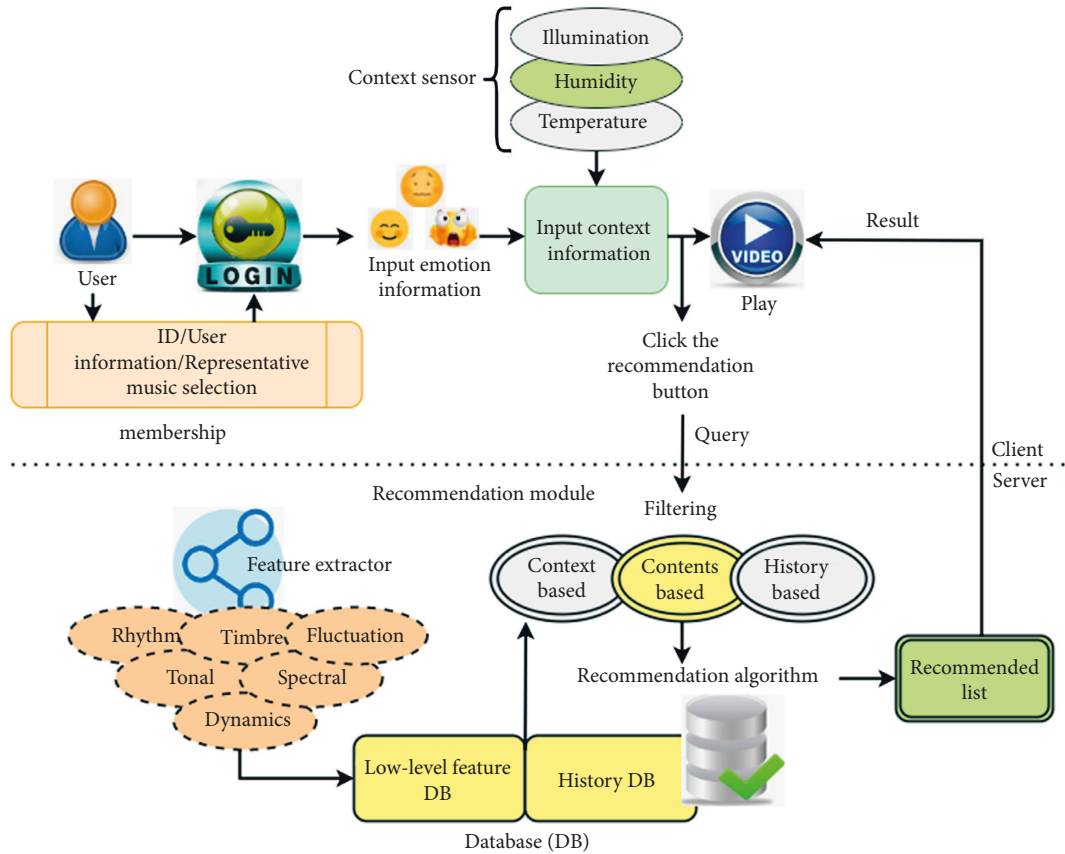 Context sensor
Illumination
Humidity
Temperature
User
LOGIN
Input emotion
information
Input context
information
VIDEO
Play
Result
ID/User
information/Representative
music selection
membership
Click the
recommendation
button
Query
Client
Server
Recommendation module
Filtering
Feature extractor
Context
based
Contents
based
History
based
Rhythm
Timbre
Fluctuation
Tonal
Spectral
Dynamics
Recommendation algorithm
Recommended
list
Low-level feature
DB
History DB
Database (DB)